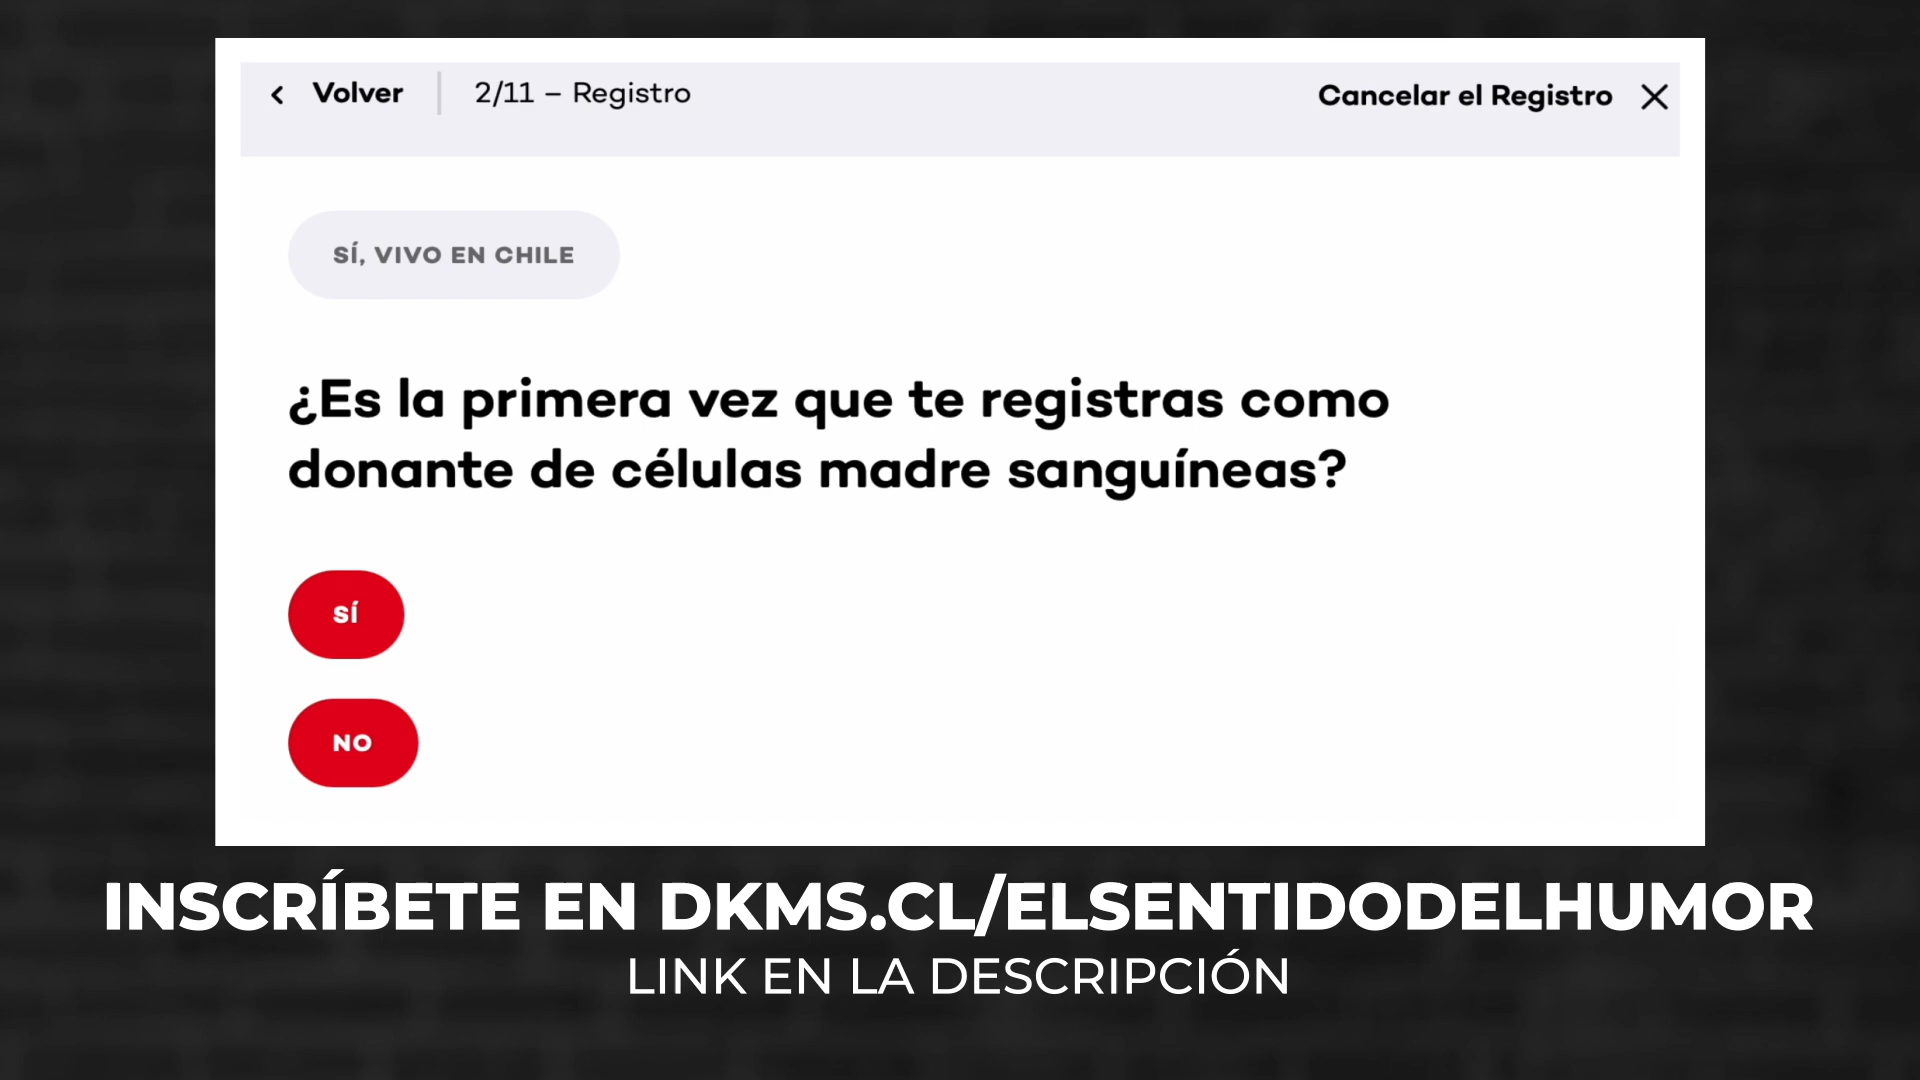 Volver
2/11 – Registro
Cancelar el Registro
SÍ, VIVO EN CHILE
¿Es la primera vez que te registras como
donante de células madre sanguíneas?
SÍ
NO
INSCRÍBETE EN DKMS.CL/ELSENTIDODELHUMOR
LINK EN LA DESCRIPCIÓN